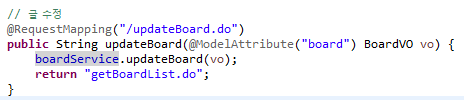 // 글 수정
@RequestMapping("/updateBoard.do")
public String updateBoard(@ModelAttribute("board") BoardVO vo) {
boardService.updateBoard(vo);
return "getBoardList.do";
}